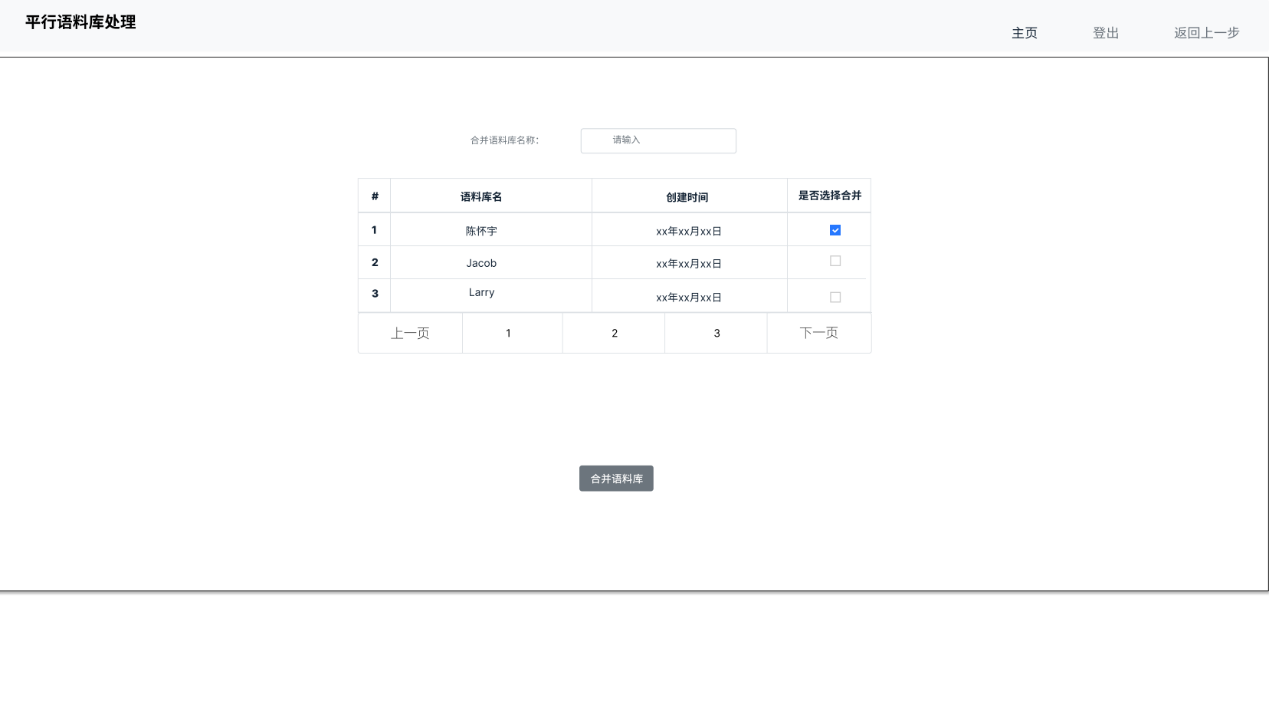 平行语料库处理
主页 登出 返回上一步
合并语料库名称： 请输入
# 语料库名 创建时间 是否选择合并
1 陈怀宇 xx年xx月xx日
2 Jacob xx年xx月xx日
3 Larry xx年xx月xx日
上一页 1 2 3 下一页
合并语料库